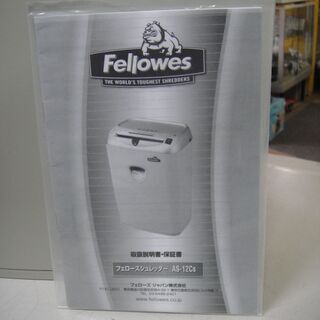 Fellowes
THE WORLD'S TOUGHEST SHREDDERS
Fellowes
取扱説明書・保証書
フェローズシュレッダー AS-12Cs
フェローズ ジャパン株式会社
www.fellowes.co.jp